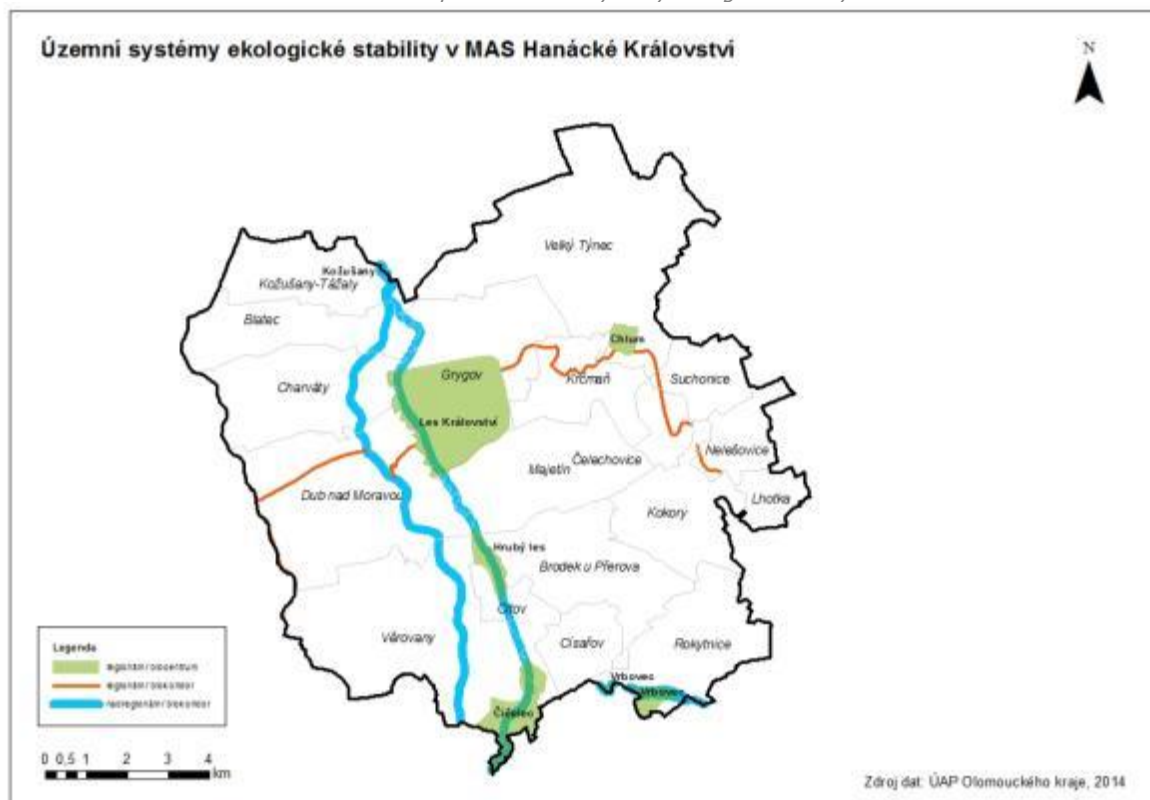 Územní systémy ekologické stability v MAS Hanácké Království
N
Velký Týnec
Kožušany
Kožušany-Tážaly
Blatec
Chlum
Grygov
Krčmaň
Suchonice
Charváty
Les Království
Nelešovice
Čelechovice
Majetín
Lhotka
Dub nad Moravou
Kokory
Hrubý les
Brodek u Přerova
Citov
Věrovany
Císařov
Rokytnice
Vrbovec
Vrbovec
Čičelec
Legenda
regionální biocentrum
regionální biokoridor
nadregionální biokoridor
0 0,5 1 2 3 4
km
Zdroj dat: ÚAP Olomouckého kraje, 2014